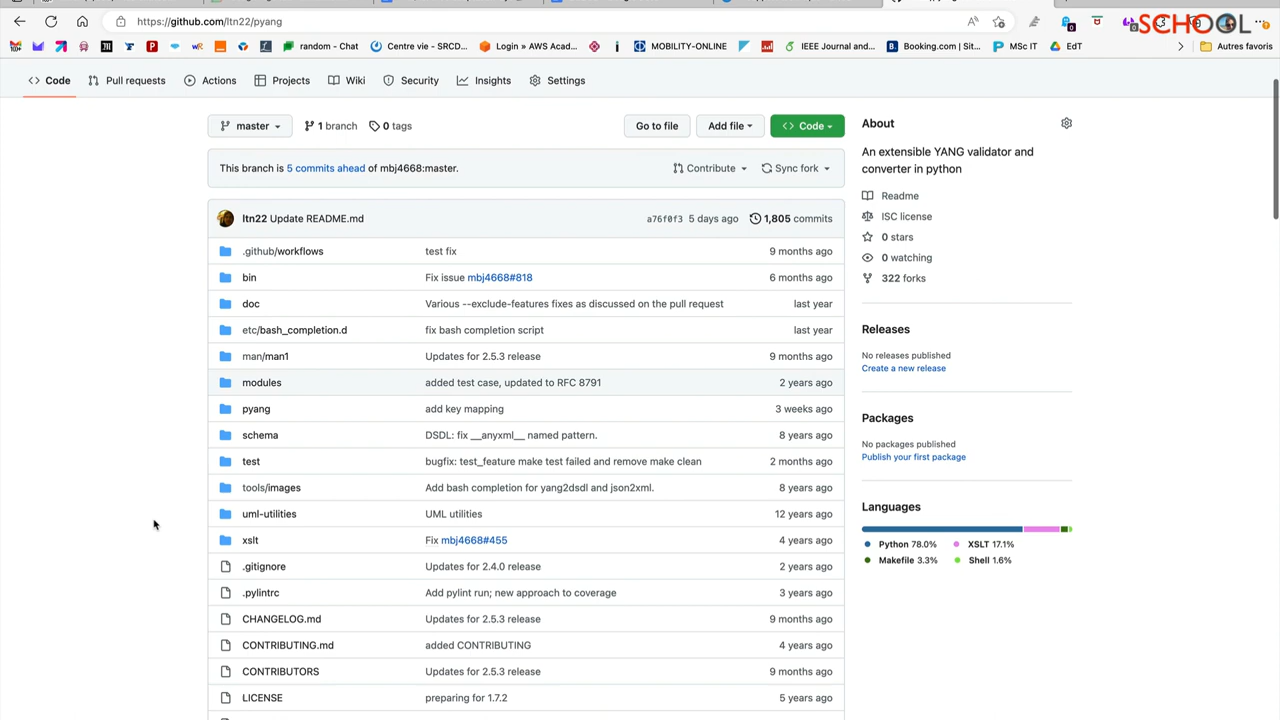 https://github.com/ltn22/pyang
SCHOOL
random - Chat
Centre vie - SRCD...
Login » AWS Acad...
MOBILITY-ONLINE
IEEE Journal and...
Booking.com | Sit...
MSc IT
EdT
Autres favoris
Code
Pull requests
Actions
Projects
Wiki
Security
Insights
Settings
master
1 branch
0 tags
Go to file
Add file
Code
This branch is 5 commits ahead of mbj4668:master.
Contribute
Sync fork
ltn22 Update README.md
a76f0f3 5 days ago
1,805 commits
.github/workflows test fix 9 months ago
bin Fix issue mbj4668#818 6 months ago
doc Various --exclude-features fixes as discussed on the pull request last year
etc/bash_completion.d fix bash completion script last year
man/man1 Updates for 2.5.3 release 9 months ago
modules added test case, updated to RFC 8791 2 years ago
pyang add key mapping 3 weeks ago
schema DSDL: fix __anyxml__ named pattern. 8 years ago
test bugfix: test_feature make test failed and remove make clean 2 months ago
tools/images Add bash completion for yang2dsdl and json2xml. 8 years ago
uml-utilities UML utilities 12 years ago
xslt Fix mbj4668#455 4 years ago
.gitignore Updates for 2.4.0 release 2 years ago
.pylintrc Add pylint run; new approach to coverage 3 years ago
CHANGELOG.md Updates for 2.5.3 release 9 months ago
CONTRIBUTING.md added CONTRIBUTING 4 years ago
CONTRIBUTORS Updates for 2.5.3 release 9 months ago
LICENSE preparing for 1.7.2 5 years ago
About
An extensible YANG validator and
converter in python
Readme
ISC license
0 stars
0 watching
322 forks
Releases
No releases published
Create a new release
Packages
No packages published
Publish your first package
Languages
Python 78.0%
XSLT 17.1%
Makefile 3.3%
Shell 1.6%